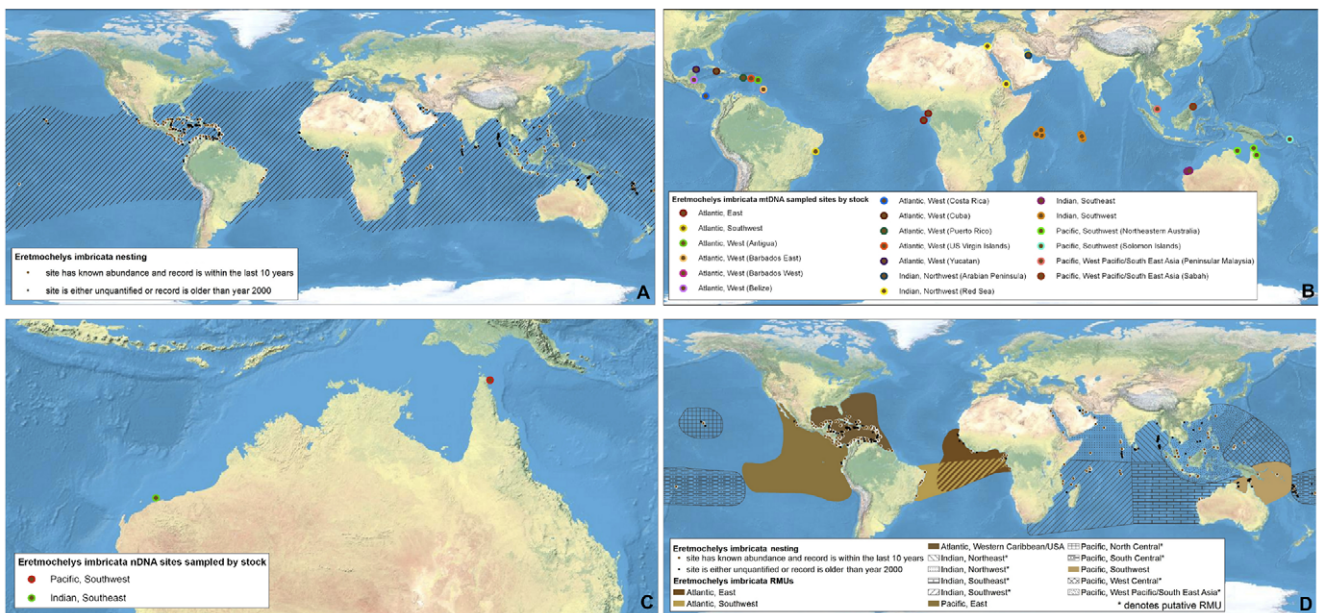 Eretmochelys imbricata nesting
site has known abundance and record is within the last 10 years
site is either unquantified or record is older than year 2000
A
Eretmochelys imbricata mtDNA sampled sites by stock
Atlantic, East
Atlantic, Southwest
Atlantic, West (Antigua)
Atlantic, West (Barbados East)
Atlantic, West (Barbados West)
Atlantic, West (Belize)
Atlantic, West (Costa Rica)
Atlantic, West (Cuba)
Atlantic, West (Puerto Rico)
Atlantic, West (US Virgin Islands)
Atlantic, West (Yucatan)
Indian, Northwest (Arabian Peninsula)
Indian, Northwest (Red Sea)
Indian, Southeast
Indian, Southwest
Pacific, Southwest (Northeastern Australia)
Pacific, Southwest (Solomon Islands)
Pacific, West Pacific/South East Asia (Peninsular Malaysia)
Pacific, West Pacific/South East Asia (Sabah)
B
Eretmochelys imbricata nDNA sites sampled by stock
Pacific, Southwest
Indian, Southeast
C
Eretmochelys imbricata nesting
site has known abundance and record is within the last 10 years
site is either unquantified or record is older than year 2000
Eretmochelys imbricata RMUs
Atlantic, East
Atlantic, Southwest
Atlantic, Western Caribbean/USA
Indian, Northeast*
Indian, Northwest*
Indian, Southeast*
Indian, Southwest*
Pacific, East
Pacific, North Central*
Pacific, South Central*
Pacific, Southwest
Pacific, West Central*
Pacific, West Pacific/South East Asia*
* denotes putative RMU
D